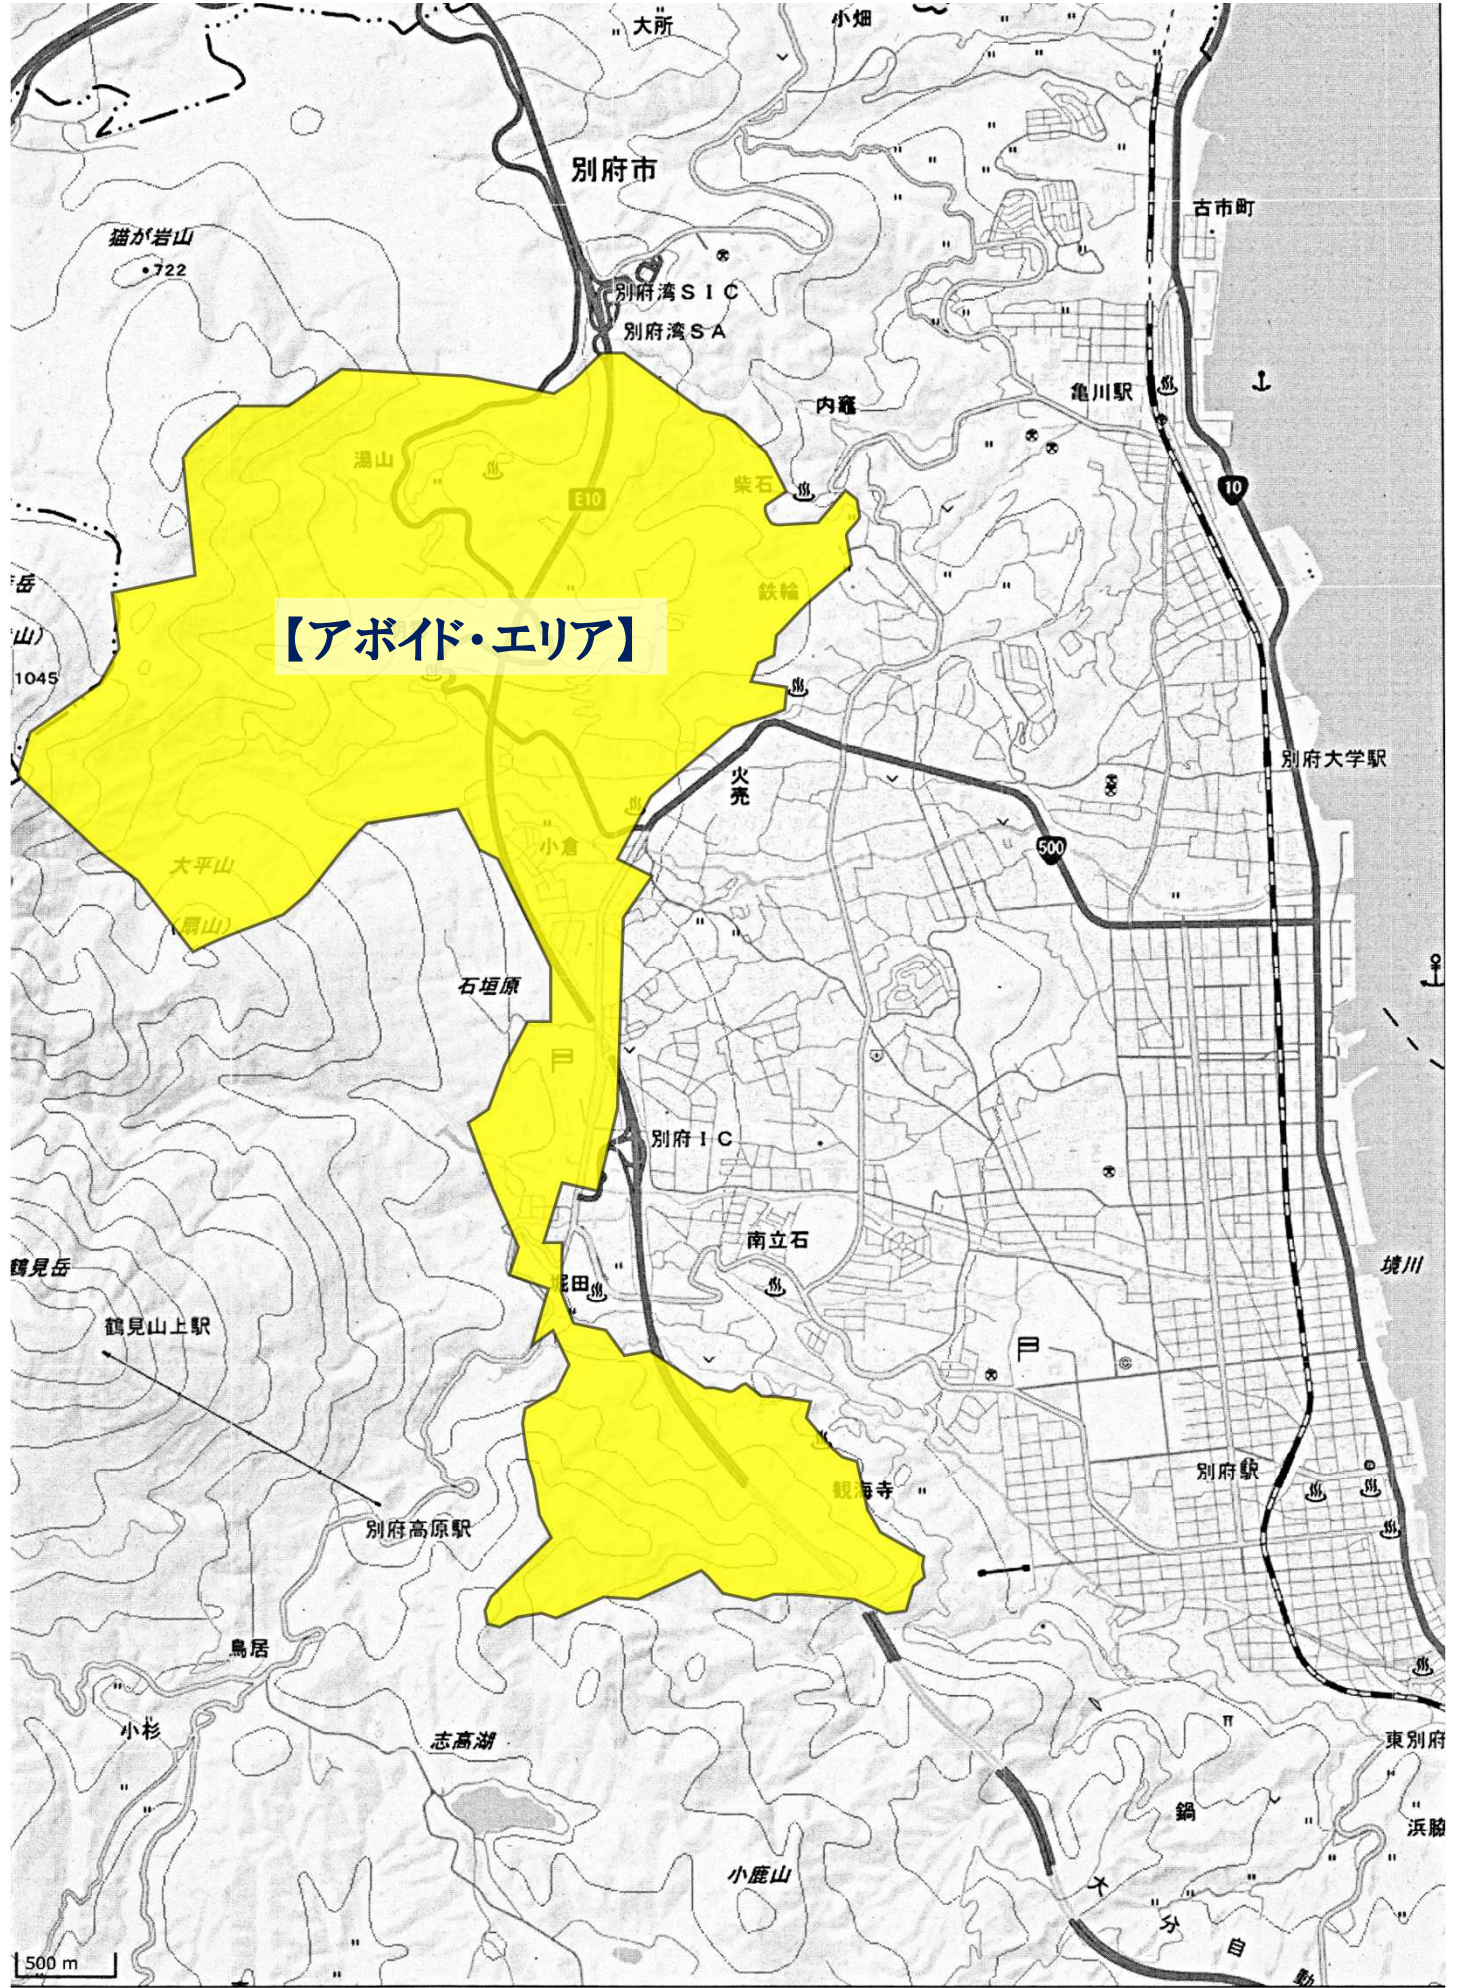 大所
小畑
別府市
古市町
猫が岩山
722
別府湾SIC
別府湾SA
亀川駅
内竈
湯山
柴石
E10
10
岳
鉄輪
【アボイド・エリア】
山)
1045
別府大学駅
火売
小倉
500
大平山
(扇山)
石垣原
別府IC
南立石
境川
鶴見岳
堀田
鶴見山上駅
別府駅
観海寺
別府高原駅
鳥居
小杉
志高湖
東別府
鍋
浜脇
小鹿山
大分自動
500 m